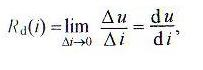 R_d(i) = lim_{Δi→0} Δu/Δi = du/di,